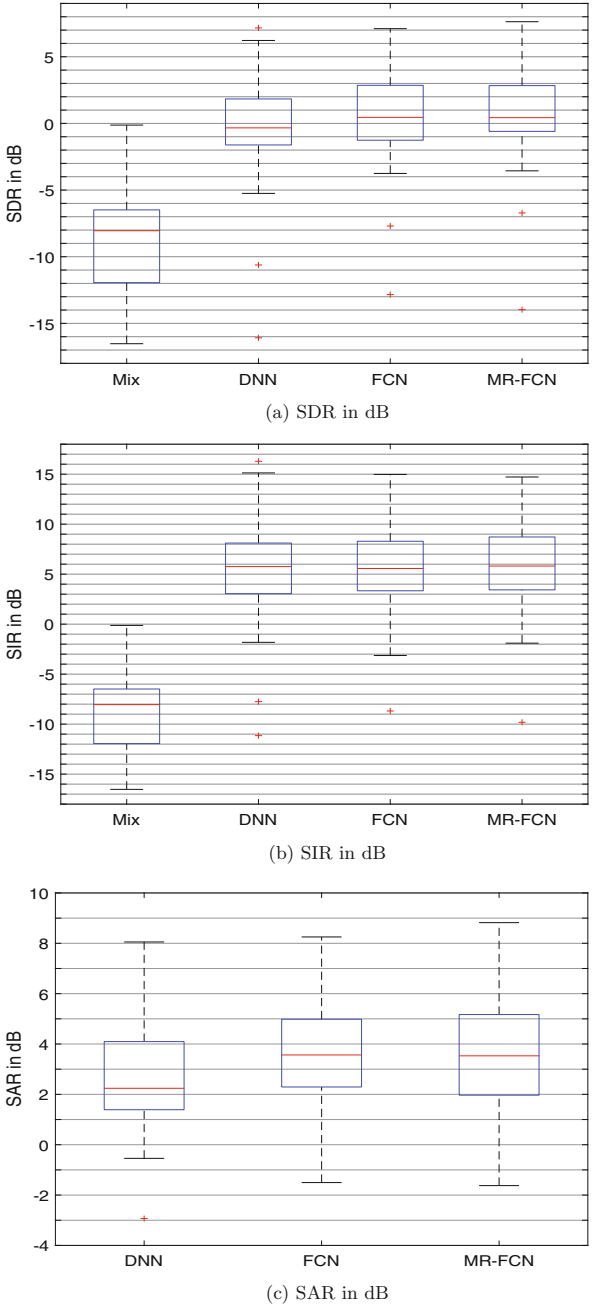 5
0
-5
-10
-15
SDR in dB
Mix DNN FCN MR-FCN
(a) SDR in dB
15
10
5
0
-5
-10
-15
SIR in dB
Mix DNN FCN MR-FCN
(b) SIR in dB
10
8
6
4
2
0
-2
-4
SAR in dB
DNN FCN MR-FCN
(c) SAR in dB